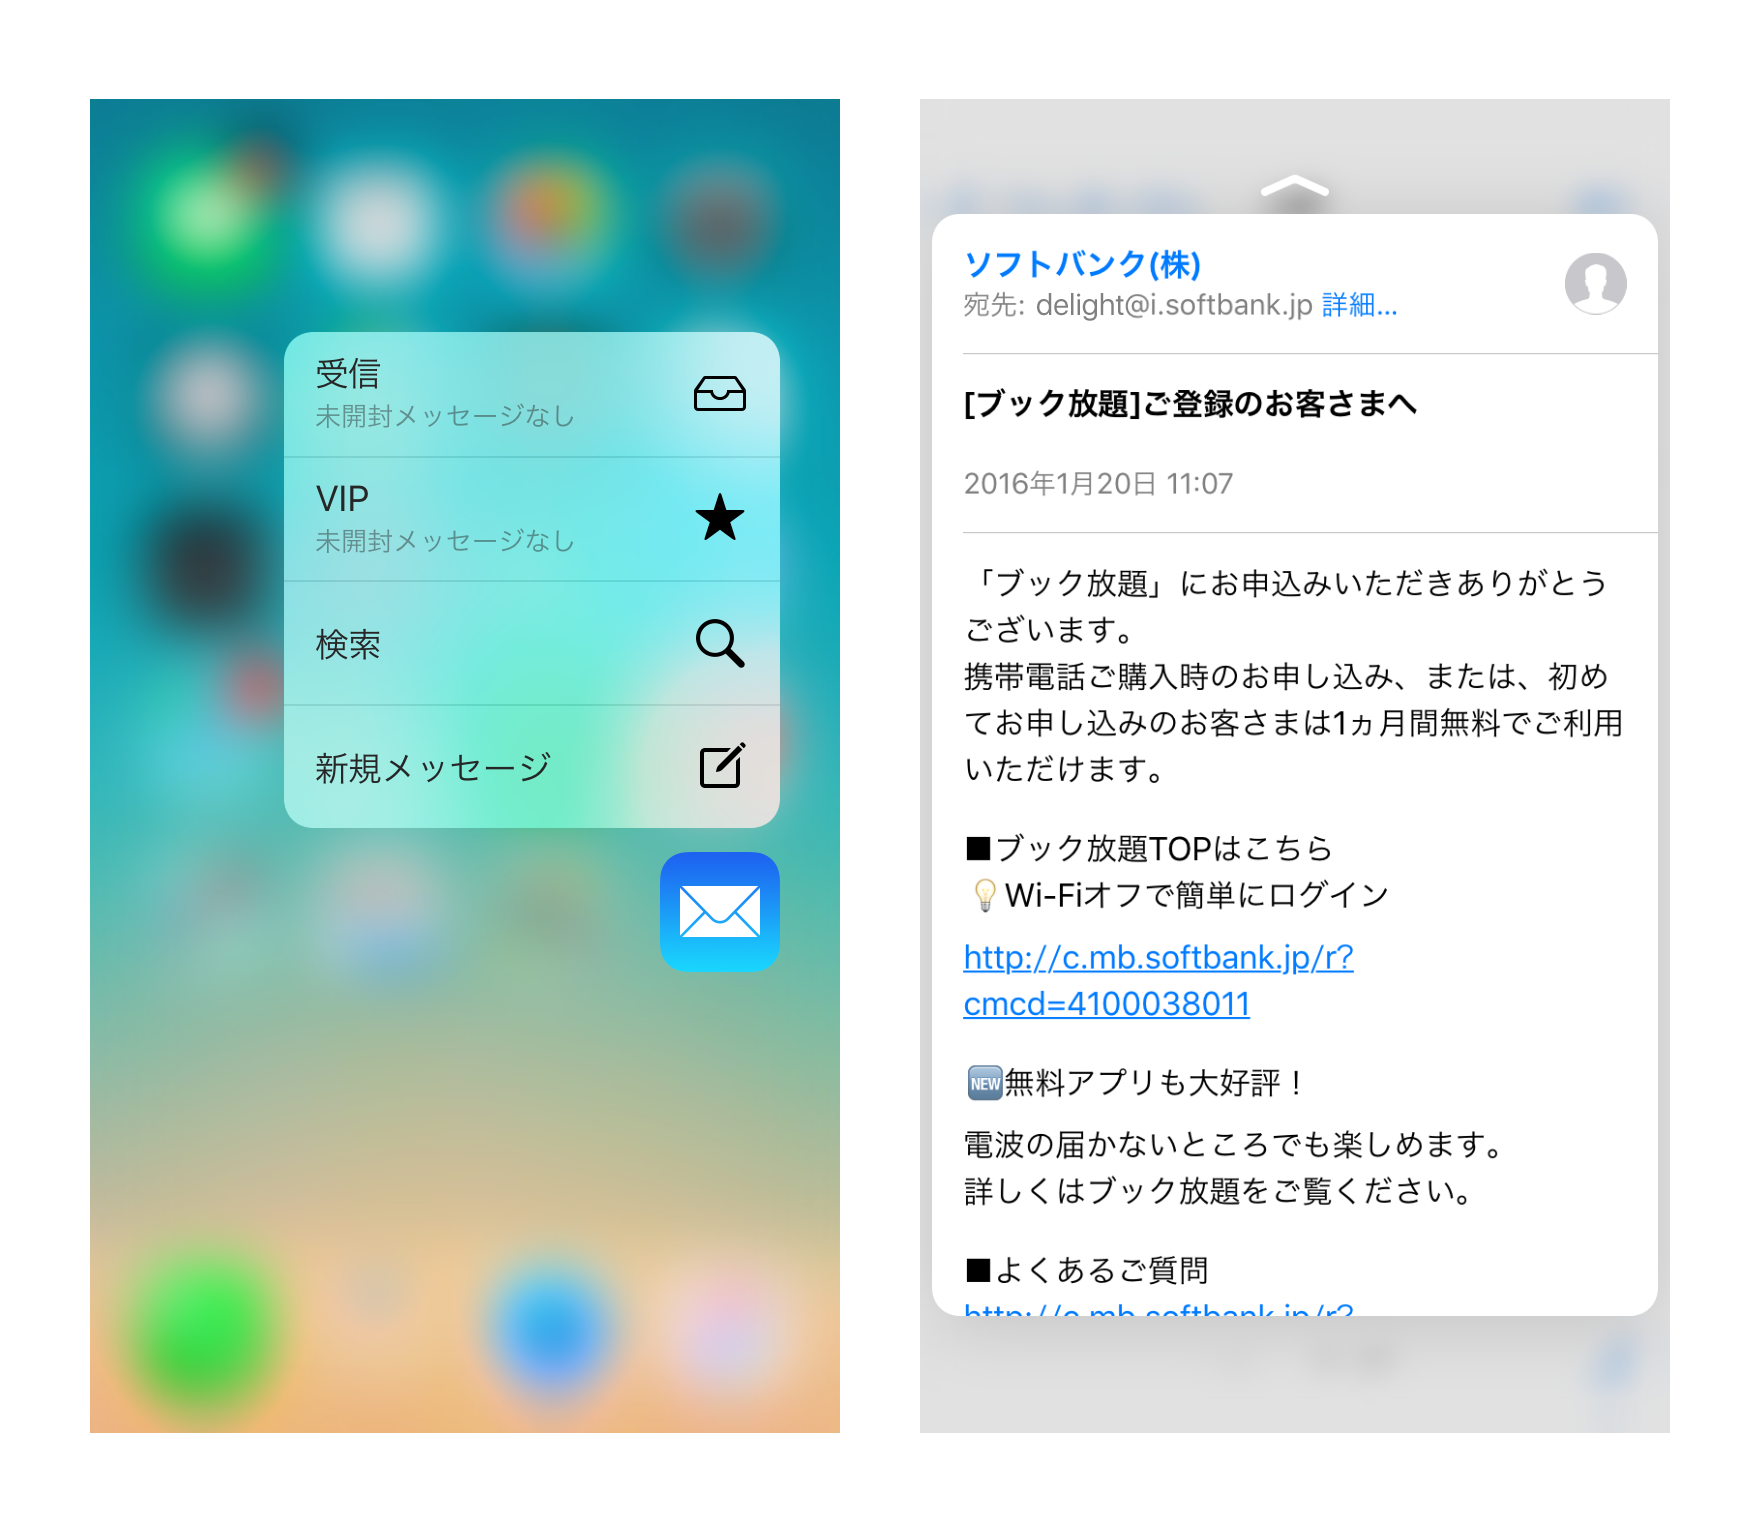 受信
未開封メッセージなし
VIP
未開封メッセージなし
検索
新規メッセージ
ソフトバンク(株)
宛先: delight@i.softbank.jp 詳細...
[ブック放題]ご登録のお客さまへ
2016年1月20日 11:07
「ブック放題」にお申込みいただきありがとう
ございます。
携帯電話ご購入時のお申し込み、または、初め
てお申し込みのお客さまは1ヵ月間無料でご利用
いただけます。
■ブック放題TOPはこちら
💡Wi-Fiオフで簡単にログイン
http://c.mb.softbank.jp/r?
cmcd=4100038011
🆕無料アプリも大好評！
電波の届かないところでも楽しめます。
詳しくはブック放題をご覧ください。
■よくあるご質問
http://c.mb.softbank.jp/r?